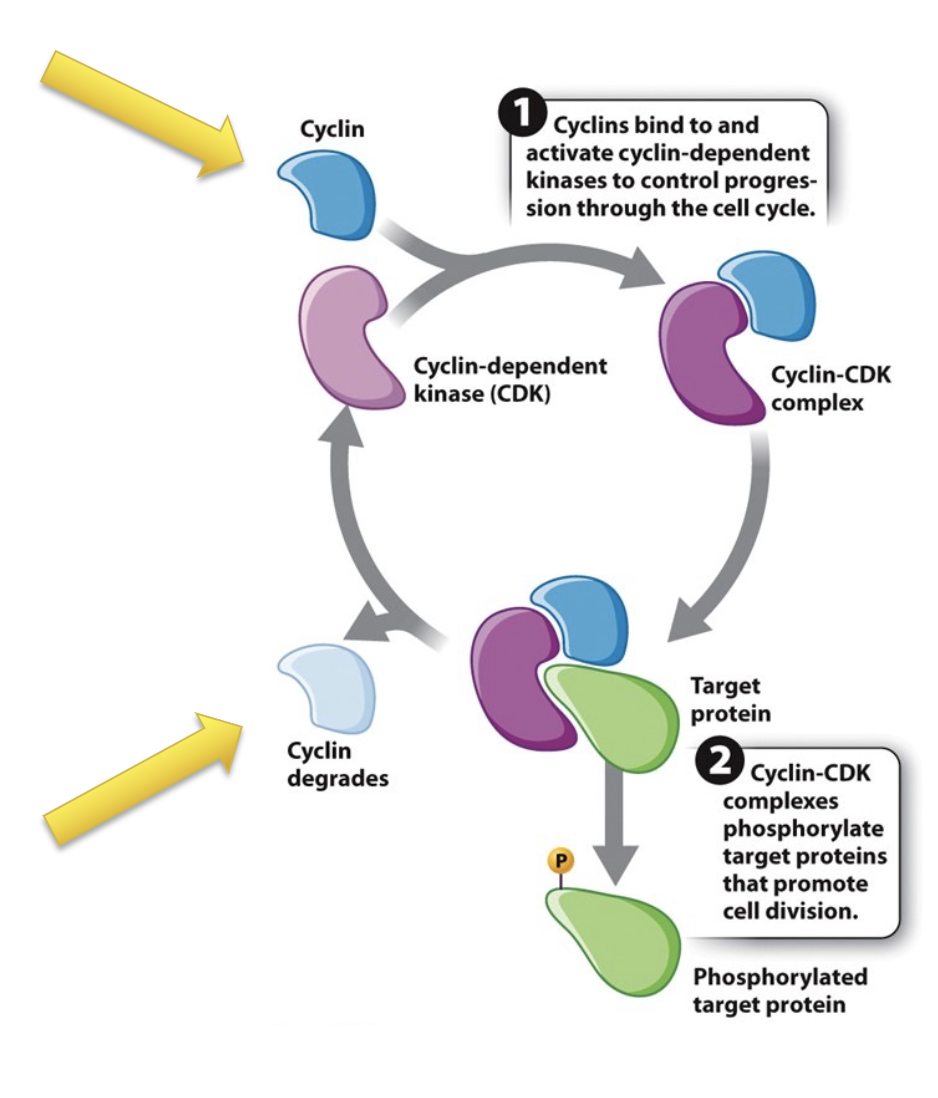 Cyclin
1
Cyclins bind to and
activate cyclin-dependent
kinases to control progres-
sion through the cell cycle.
Cyclin-dependent
kinase (CDK)
Cyclin-CDK
complex
Target
protein
Cyclin
degrades
2
Cyclin-CDK
complexes
phosphorylate
target proteins
that promote
cell division.
P
Phosphorylated
target protein